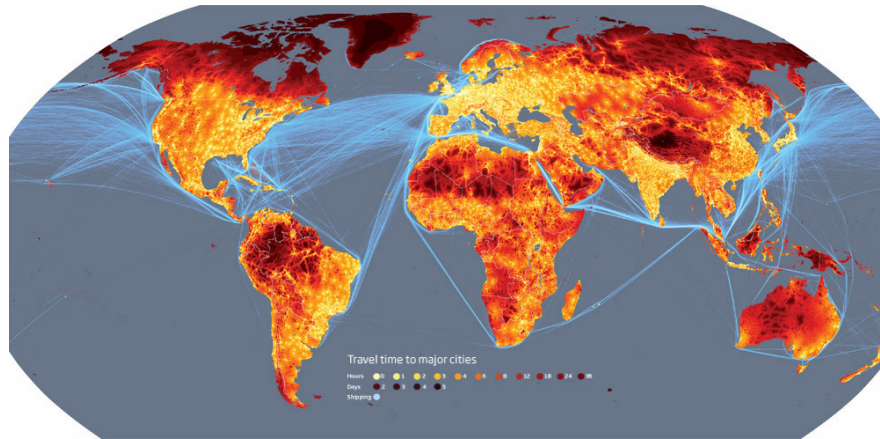 Travel time to major cities
Hours 0 1 2 3 4 6 8 12 18 24 36
Days 2 3 4 5
Shipping